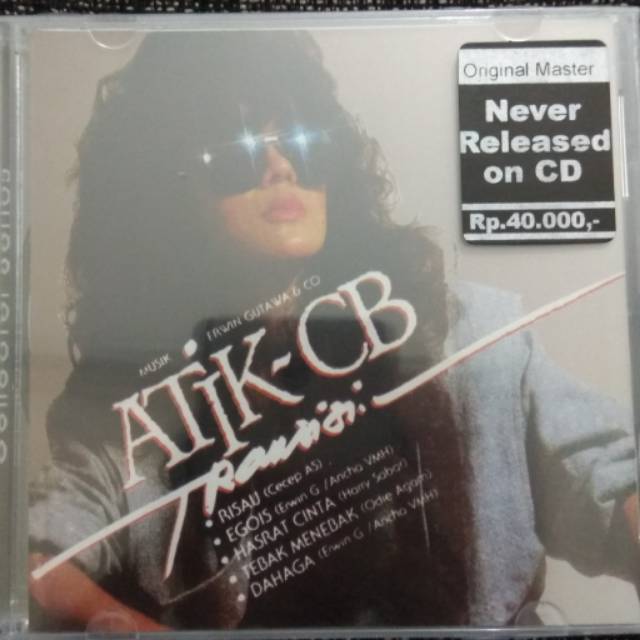 Original Master
Never
Released
on CD
Rp.40.000,-
MUSIK : ERWIN GUTAWA & CO
ATIK-CB
TRansisi
• RISAU (Cecep AS)
• EGOIS (Erwin G /Ancha VMH)
• HASRAT CINTA (Harry Sabar)
• TEBAK MENEBAK (Odie Agam)
• DAHAGA (Erwin G /Ancha VMH)
Collector series